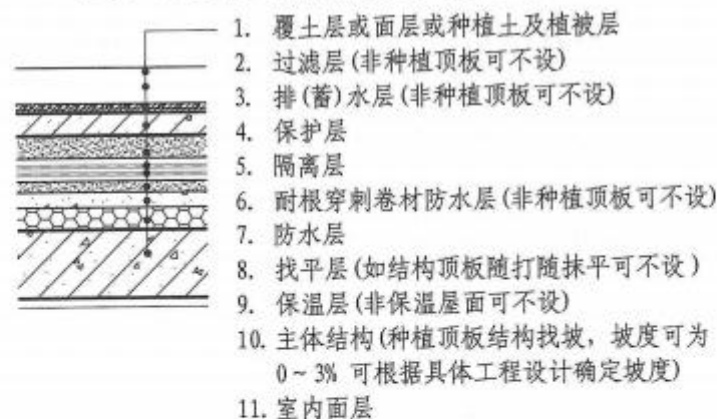 1. 覆土层或面层或种植土及植被层
2. 过滤层(非种植顶板可不设)
3. 排(蓄)水层(非种植顶板可不设)
4. 保护层
5. 隔离层
6. 耐根穿刺卷材防水层(非种植顶板可不设)
7. 防水层
8. 找平层(如结构顶板随打随抹平可不设)
9. 保温层(非保温屋面可不设)
10. 主体结构(种植顶板结构找坡，坡度可为
0~3% 可根据具体工程设计确定坡度)
11. 室内面层